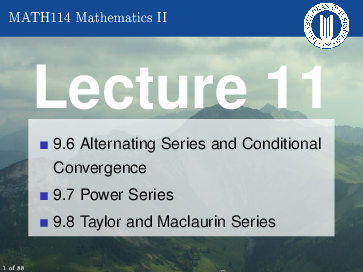 MATH114 Mathematics II
Lecture 11
9.6 Alternating Series and Conditional
Convergence
9.7 Power Series
9.8 Taylor and Maclaurin Series
1 of 88